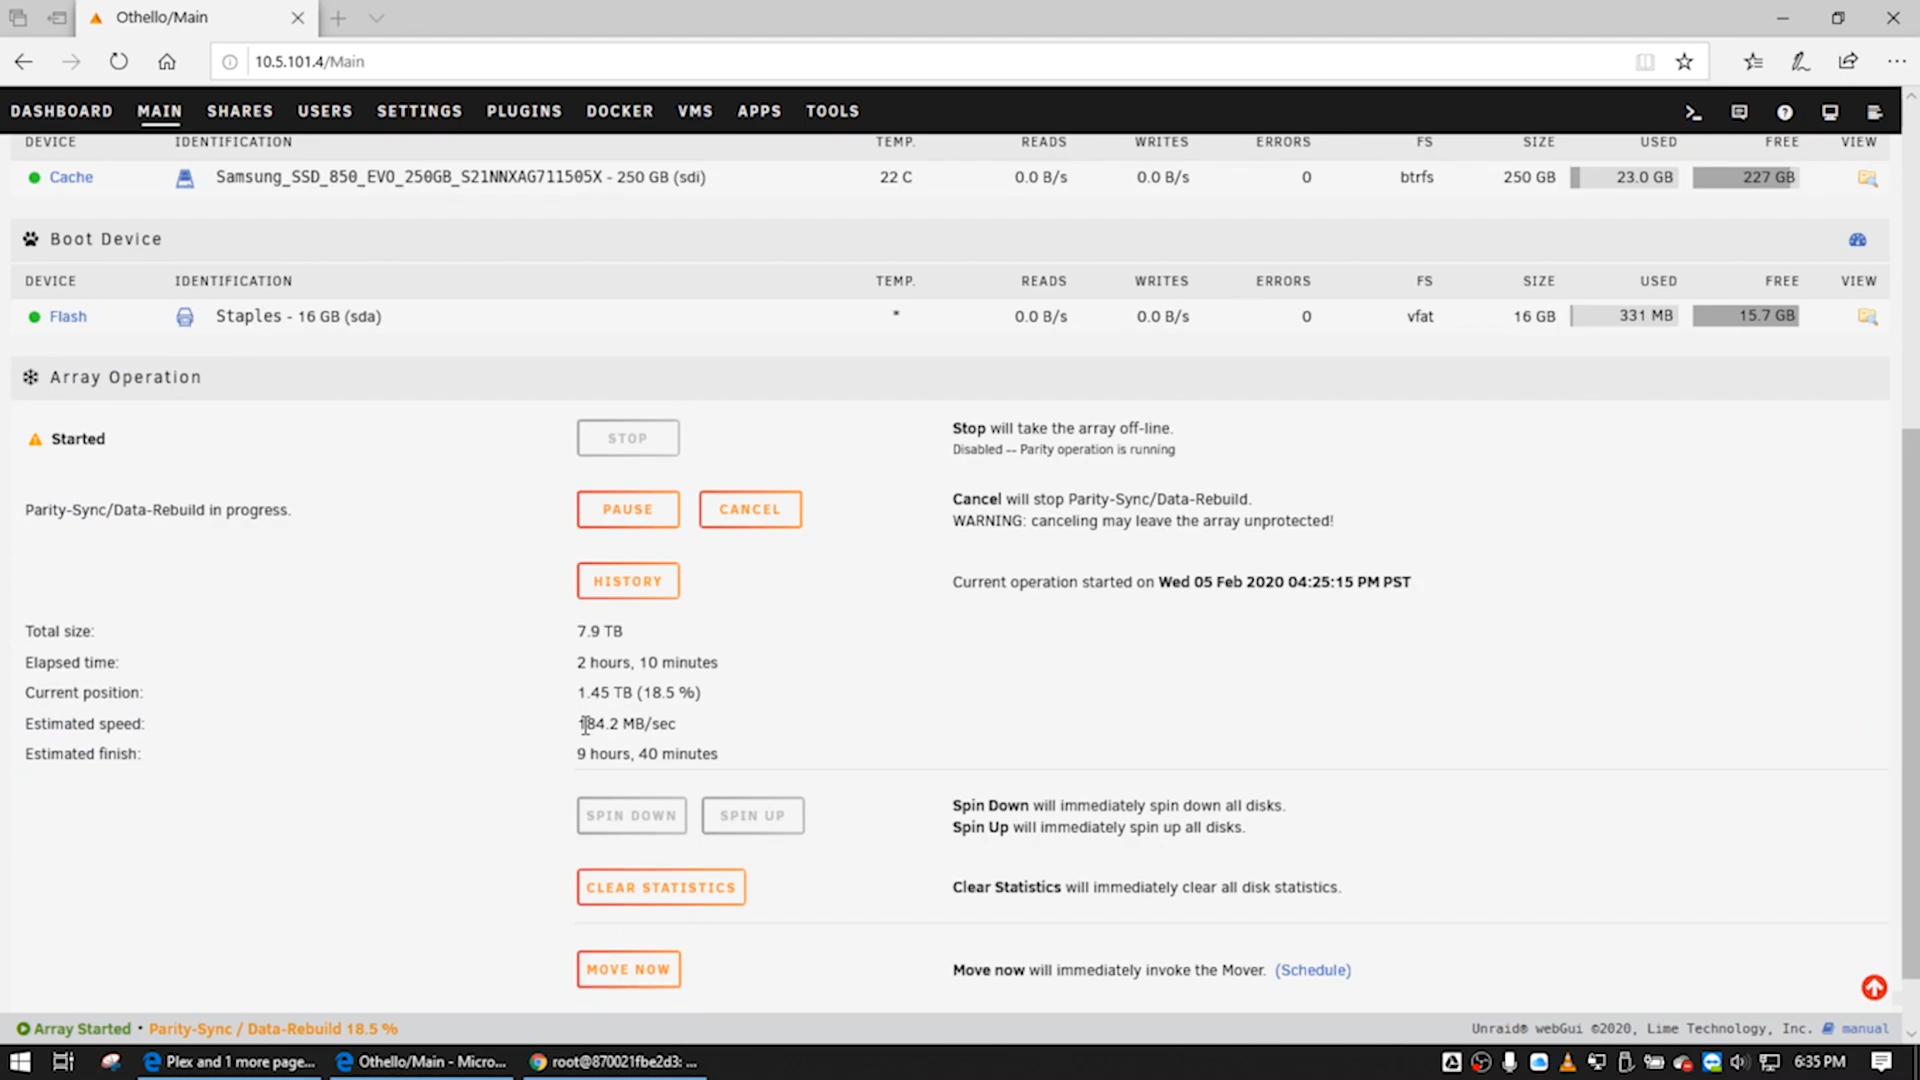 Othello/Main
10.5.101.4/Main
DASHBOARD MAIN SHARES USERS SETTINGS PLUGINS DOCKER VMS APPS TOOLS
DEVICE IDENTIFICATION TEMP. READS WRITES ERRORS FS SIZE USED FREE VIEW
Cache Samsung_SSD_850_EVO_250GB_S21NNXAG711505X - 250 GB (sdi) 22 C 0.0 B/s 0.0 B/s 0 btrfs 250 GB 23.0 GB 227 GB
Boot Device
DEVICE IDENTIFICATION TEMP. READS WRITES ERRORS FS SIZE USED FREE VIEW
Flash Staples - 16 GB (sda) * 0.0 B/s 0.0 B/s 0 vfat 16 GB 331 MB 15.7 GB
Array Operation
Started STOP Stop will take the array off-line.
Disabled -- Parity operation is running
Parity-Sync/Data-Rebuild in progress. PAUSE CANCEL Cancel will stop Parity-Sync/Data-Rebuild.
WARNING: canceling may leave the array unprotected!
HISTORY Current operation started on Wed 05 Feb 2020 04:25:15 PM PST
Total size: 7.9 TB
Elapsed time: 2 hours, 10 minutes
Current position: 1.45 TB (18.5 %)
Estimated speed: 184.2 MB/sec
Estimated finish: 9 hours, 40 minutes
SPIN DOWN SPIN UP Spin Down will immediately spin down all disks.
Spin Up will immediately spin up all disks.
CLEAR STATISTICS Clear Statistics will immediately clear all disk statistics.
MOVE NOW Move now will immediately invoke the Mover. (Schedule)
Array Started • Parity-Sync / Data-Rebuild 18.5 % Unraid® webGui ©2020, Lime Technology, Inc. manual
Plex and 1 more page... Othello/Main - Micro... root@870021fbe2d3: ... 6:35 PM